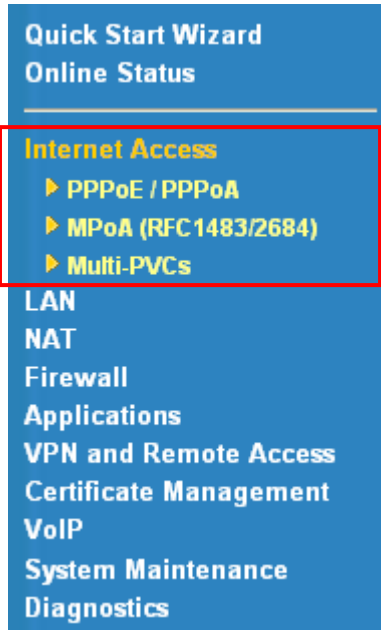 Quick Start Wizard
Online Status
Internet Access
PPPoE / PPPoA
MPoA (RFC1483/2684)
Multi-PVCs
LAN
NAT
Firewall
Applications
VPN and Remote Access
Certificate Management
VoIP
System Maintenance
Diagnostics